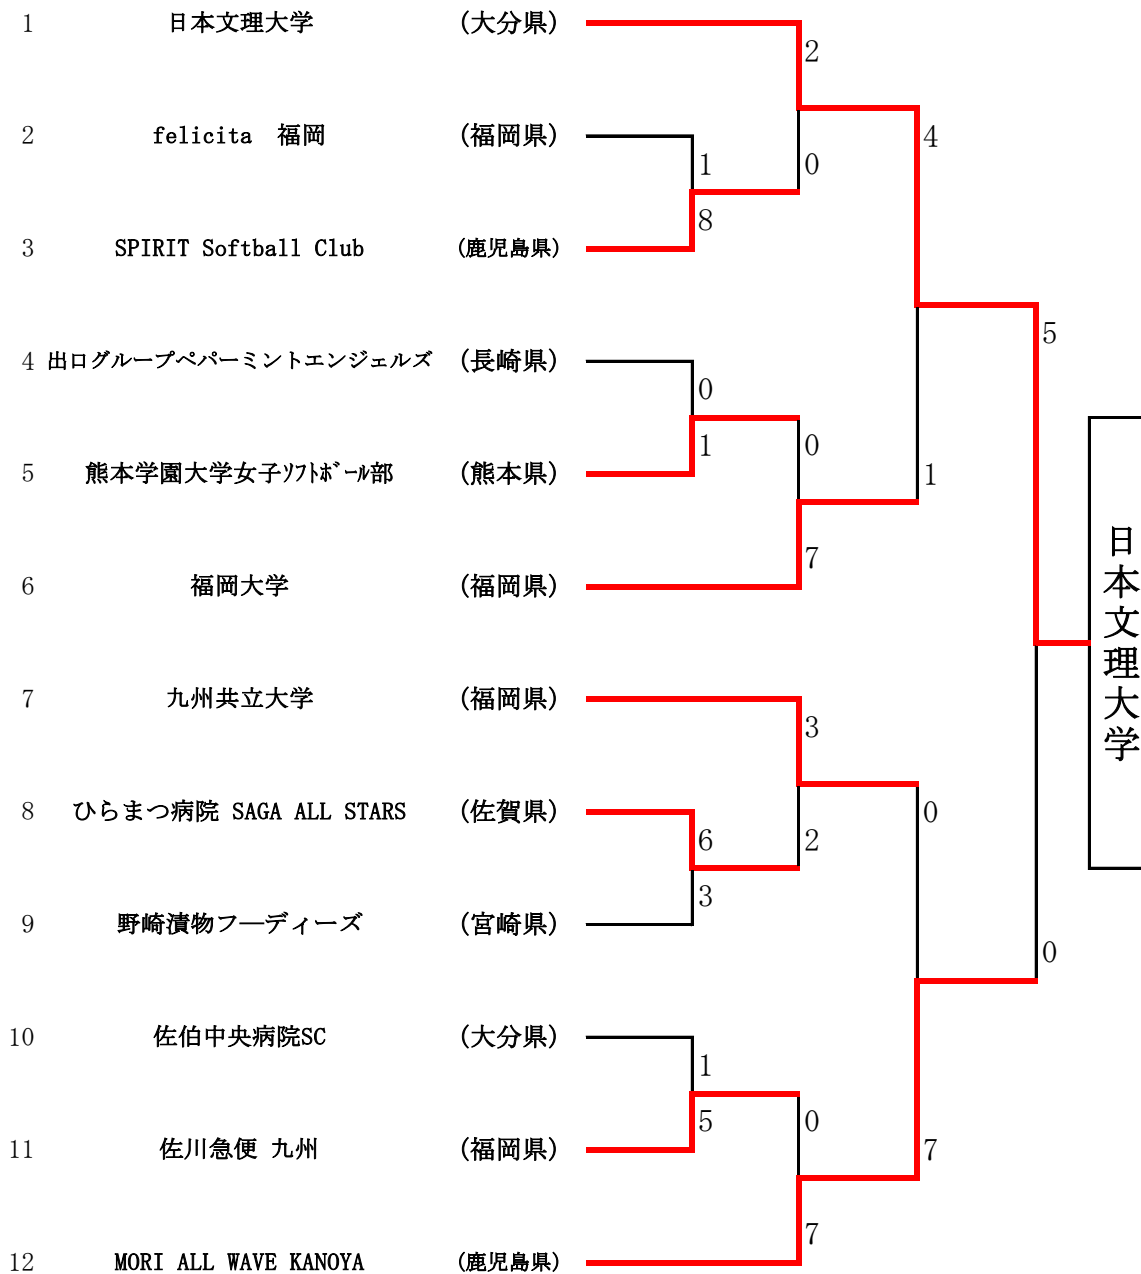 1 日本文理大学 (大分県)
2
2 felicita 福岡 (福岡県)
4
1
0
8
3 SPIRIT Softball Club (鹿児島県)
5
4 出口グループペパーミントエンジェルズ (長崎県)
0
1
0
5 熊本学園大学女子ｿﾌﾄﾎﾞｰﾙ部 (熊本県)
1
7
6 福岡大学 (福岡県)
日本文理大学
7 九州共立大学 (福岡県)
3
8 ひらまつ病院 SAGA ALL STARS (佐賀県)
0
6
2
3
9 野崎漬物フーディーズ (宮崎県)
0
10 佐伯中央病院SC (大分県)
1
5
0
11 佐川急便 九州 (福岡県)
7
7
12 MORI ALL WAVE KANOYA (鹿児島県)